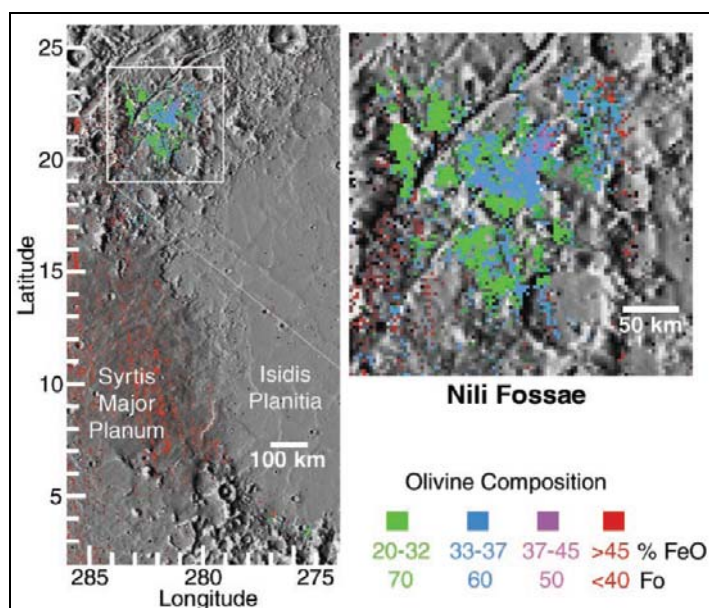 25
20
Latitude
15
10
5
Syrtis
Major
Planum
Isidis
Planitia
100 km
285 280 275
Longitude
50 km
Nili Fossae
Olivine Composition
20-32 33-37 37-45 >45 % FeO
70 60 50 <40 Fo